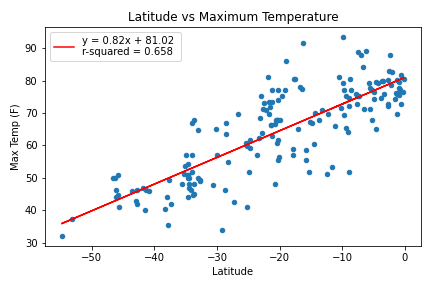 Latitude vs Maximum Temperature
y = 0.82x + 81.02
r-squared = 0.658
Max Temp (F)
90
80
70
60
50
40
30
−50
−40
−30
−20
−10
0
Latitude